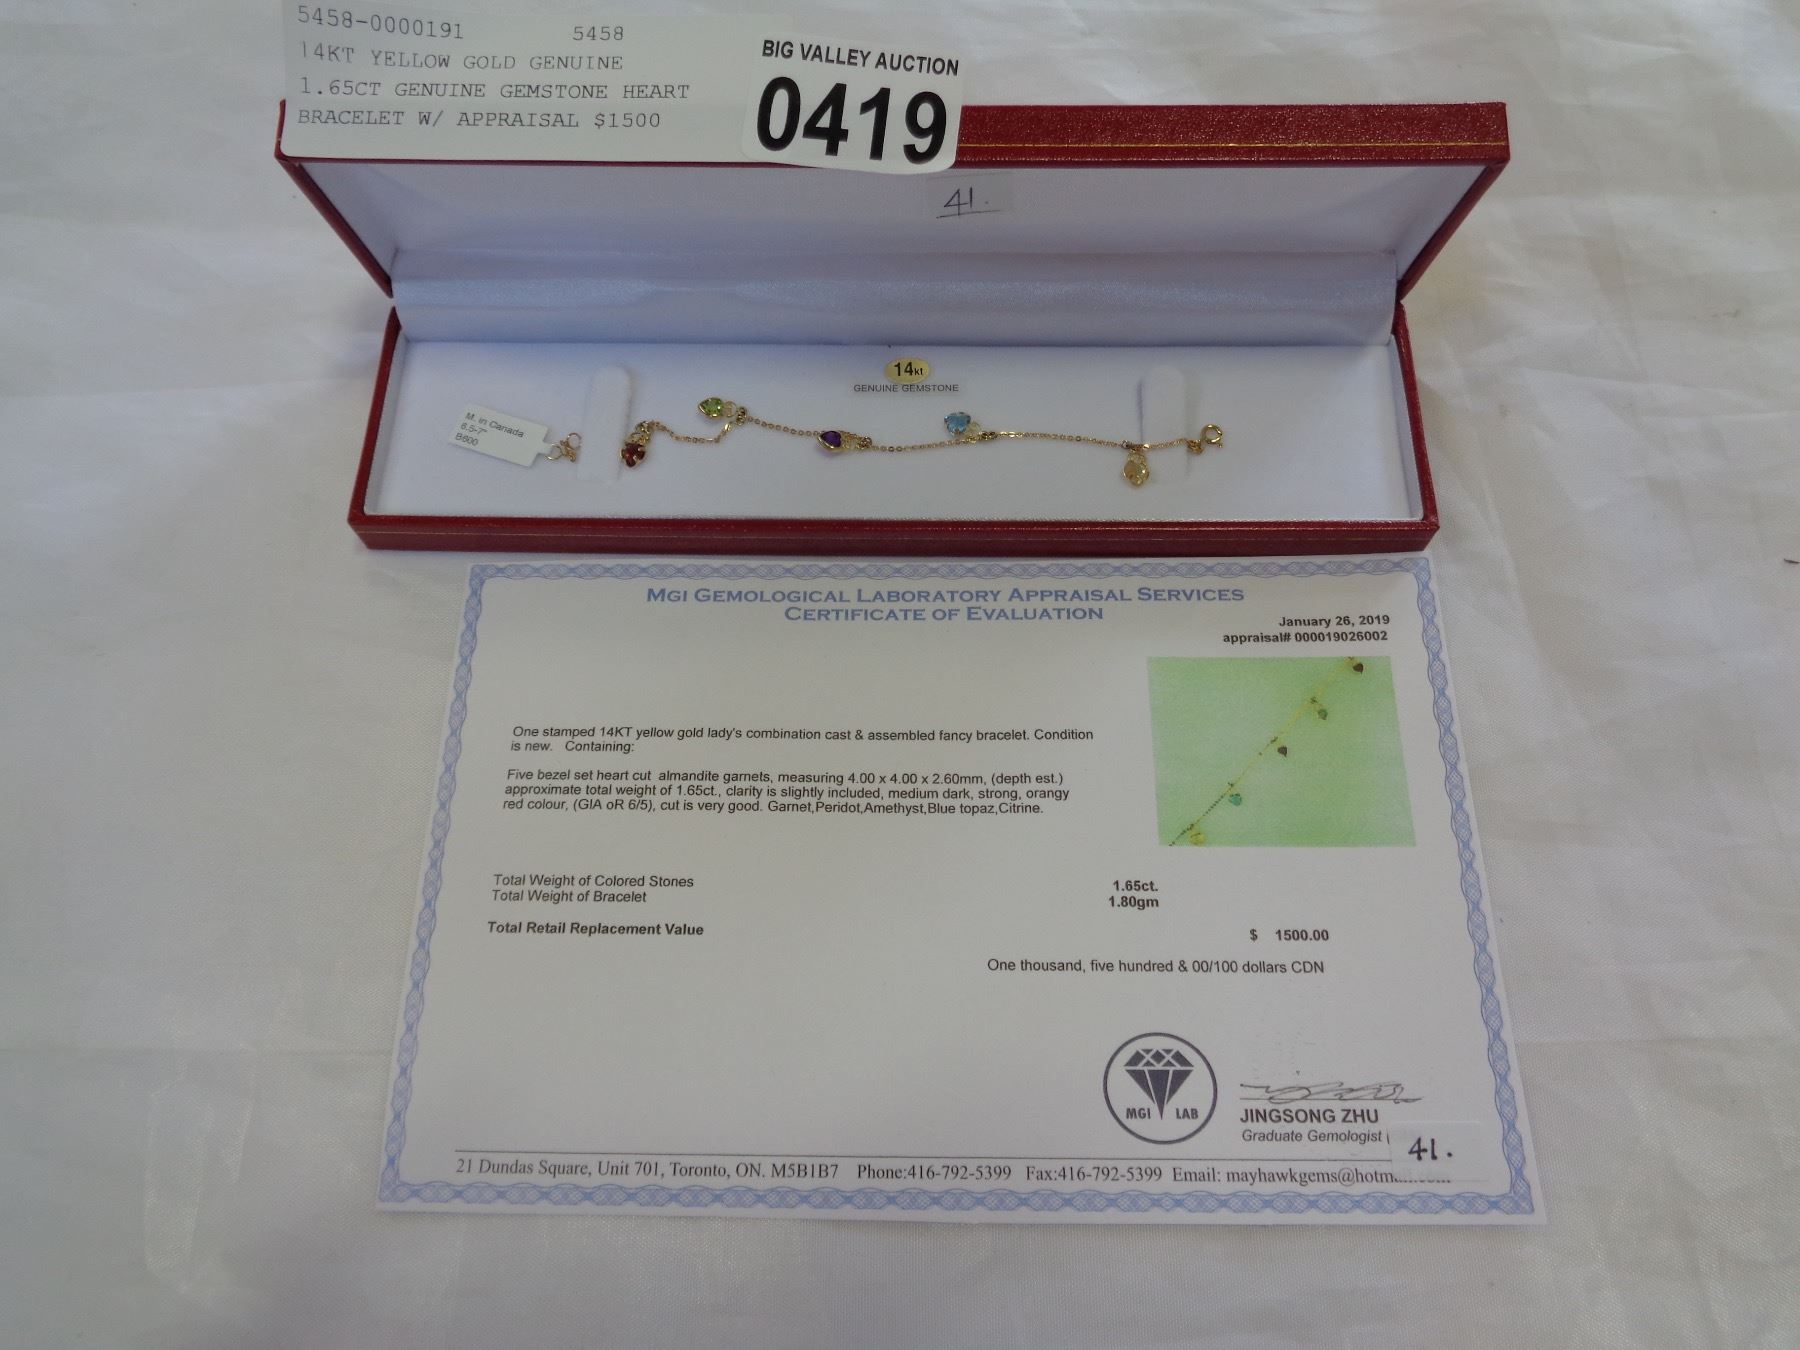 5458-0000191 5458
14KT YELLOW GOLD GENUINE
1.65CT GENUINE GEMSTONE HEART
BRACELET W/ APPRAISAL $1500
BIG VALLEY AUCTION
0419
41.
14kt
GENUINE GEMSTONE
M. in Canada
6.5-7"
B600
MGI GEMOLOGICAL LABORATORY APPRAISAL SERVICES
CERTIFICATE OF EVALUATION
January 26, 2019
appraisal# 000019026002
One stamped 14KT yellow gold lady's combination cast & assembled fancy bracelet. Condition
is new. Containing:
Five bezel set heart cut almandite garnets, measuring 4.00 x 4.00 x 2.60mm, (depth est.)
approximate total weight of 1.65ct., clarity is slightly included, medium dark, strong, orangy
red colour, (GIA oR 6/5), cut is very good. Garnet,Peridot,Amethyst,Blue topaz,Citrine.
Total Weight of Colored Stones 1.65ct.
Total Weight of Bracelet 1.80gm
Total Retail Replacement Value $ 1500.00
One thousand, five hundred & 00/100 dollars CDN
MGI LAB
JINGSONG ZHU
Graduate Gemologist
41.
21 Dundas Square, Unit 701, Toronto, ON. M5B1B7 Phone:416-792-5399 Fax:416-792-5399 Email: mayhawkgems@hotm